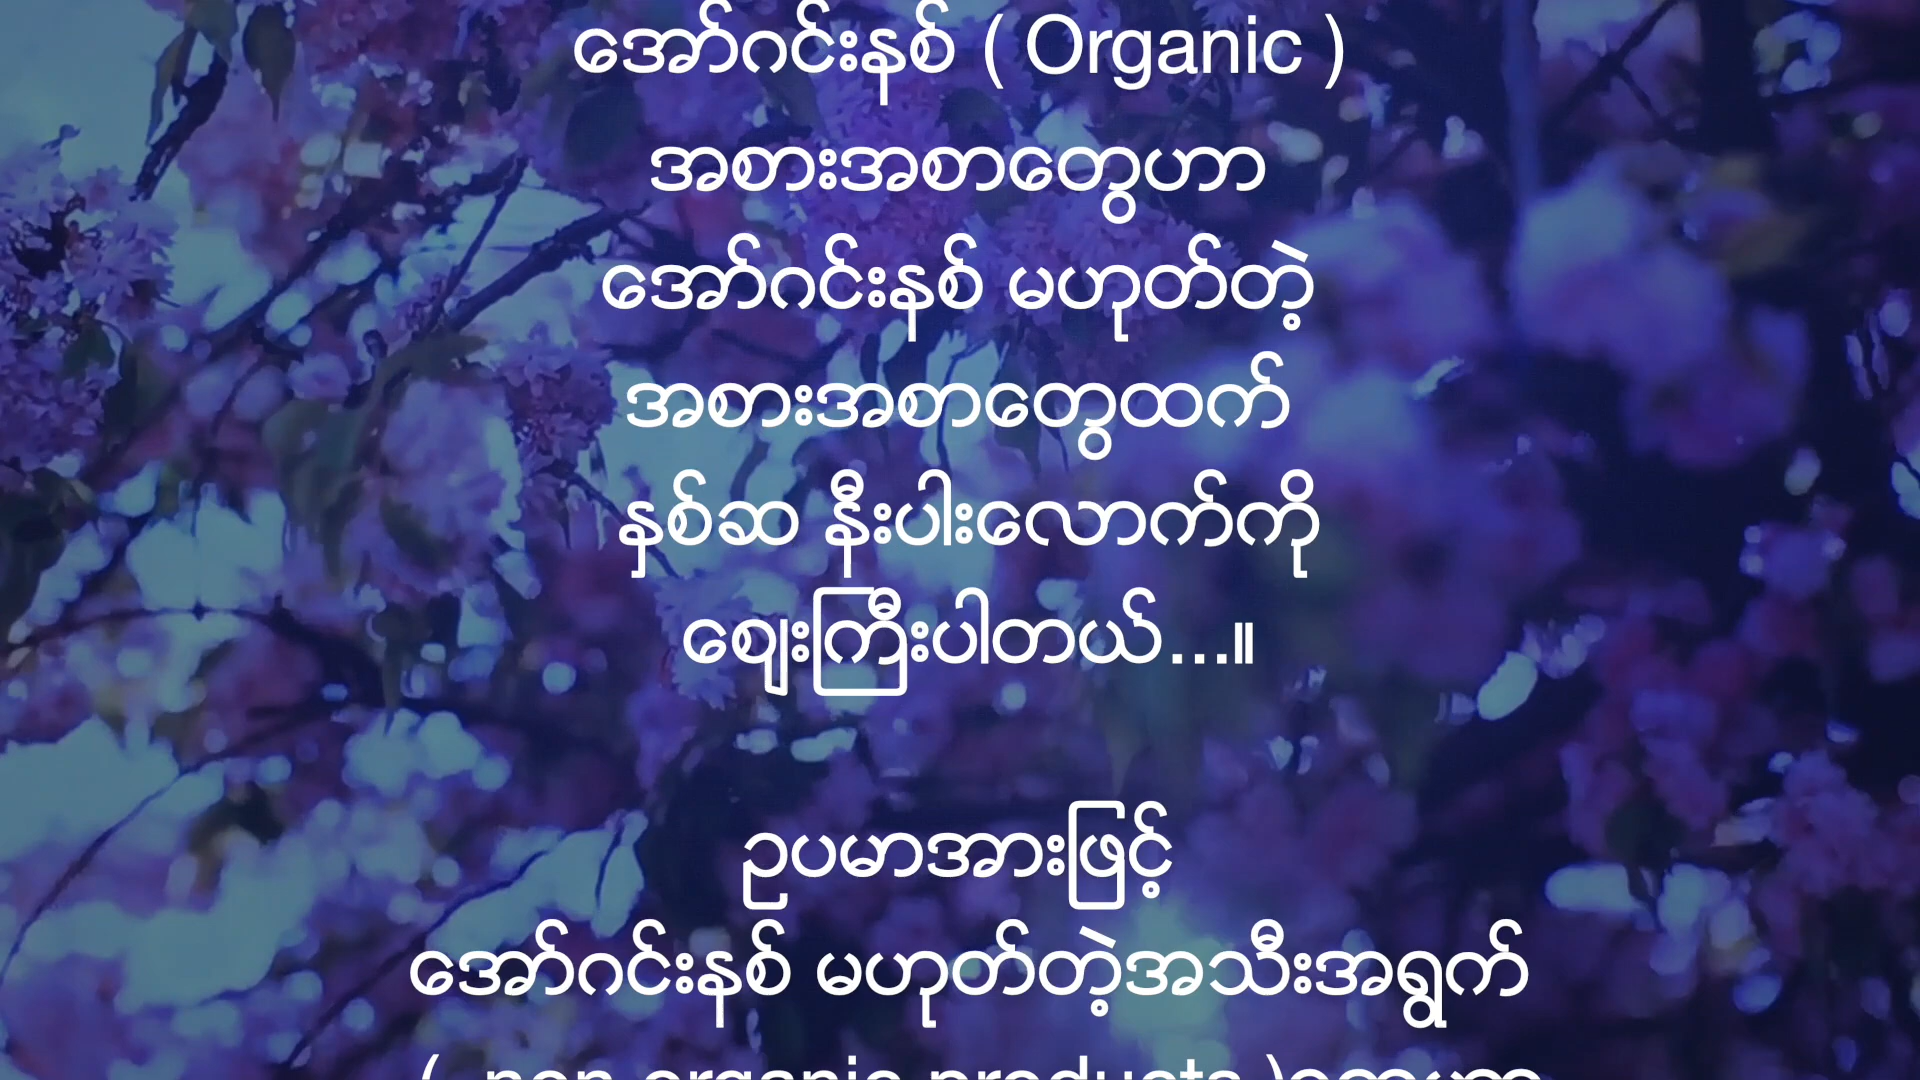 အော်ဂင်းနစ် ( Organic )
အစားအစာတွေဟာ
အော်ဂင်းနစ် မဟုတ်တဲ့
အစားအစာတွေထက်
နှစ်ဆ နီးပါးလောက်ကို
ဈေးကြီးပါတယ်...။
ဥပမာအားဖြင့်
အော်ဂင်းနစ် မဟုတ်တဲ့အသီးအရွက်
( non organic products )